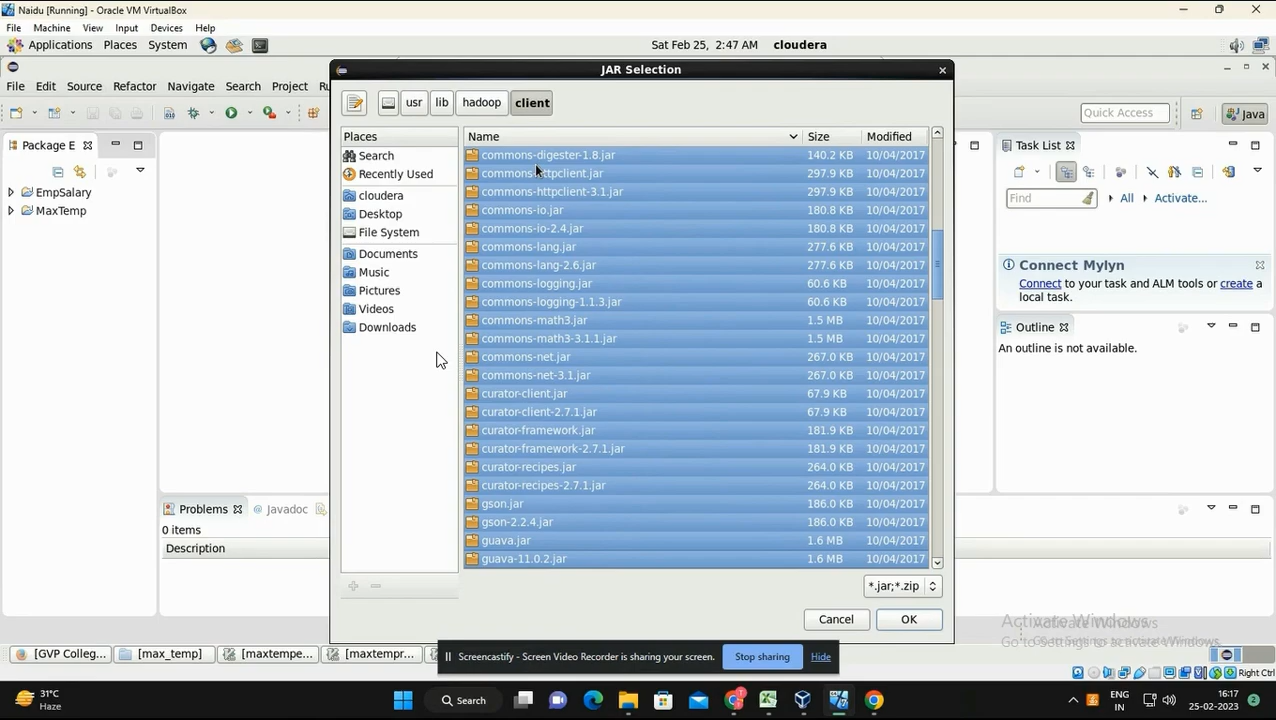 Naidu [Running] - Oracle VM VirtualBox
File Machine View Input Devices Help
Applications Places System Sat Feb 25, 2:47 AM cloudera
JAR Selection
File Edit Source Refactor Navigate Search Project
usr lib hadoop client
Quick Access
Java
Package E
EmpSalary
MaxTemp
Places
Search
Recently Used
cloudera
Desktop
File System
Documents
Music
Pictures
Videos
Downloads
Name Size Modified
commons-digester-1.8.jar 140.2 KB 10/04/2017
297.9 KB 10/04/2017
commons-httpclient-3.1.jar 297.9 KB 10/04/2017
commons-io.jar 180.8 KB 10/04/2017
commons-io-2.4.jar 180.8 KB 10/04/2017
commons-lang.jar 277.6 KB 10/04/2017
commons-lang-2.6.jar 277.6 KB 10/04/2017
commons-logging.jar 60.6 KB 10/04/2017
commons-logging-1.1.3.jar 60.6 KB 10/04/2017
commons-math3.jar 1.5 MB 10/04/2017
commons-math3-3.1.1.jar 1.5 MB 10/04/2017
commons-net.jar 267.0 KB 10/04/2017
commons-net-3.1.jar 267.0 KB 10/04/2017
curator-client.jar 67.9 KB 10/04/2017
curator-client-2.7.1.jar 67.9 KB 10/04/2017
curator-framework.jar 181.9 KB 10/04/2017
curator-framework-2.7.1.jar 181.9 KB 10/04/2017
curator-recipes.jar 264.0 KB 10/04/2017
curator-recipes-2.7.1.jar 264.0 KB 10/04/2017
gson.jar 186.0 KB 10/04/2017
gson-2.2.4.jar 186.0 KB 10/04/2017
guava.jar 1.6 MB 10/04/2017
guava-11.0.2.jar 1.6 MB 10/04/2017
*.jar;*.zip
Cancel OK
Task List
Find All Activate...
Connect Mylyn
Connect to your task and ALM tools or create a
local task.
Outline
An outline is not available.
Problems Javadoc
0 items
Description
Activate Windows
Go to Settings to activate Windows.
[GVP Colleg... [max_temp] [maxtempe... [maxtempr...
Screencastify - Screen Video Recorder is sharing your screen. Stop sharing Hide
Right Ctrl
31°C
Haze
Search
ENG
IN
16:17
25-02-2023
2